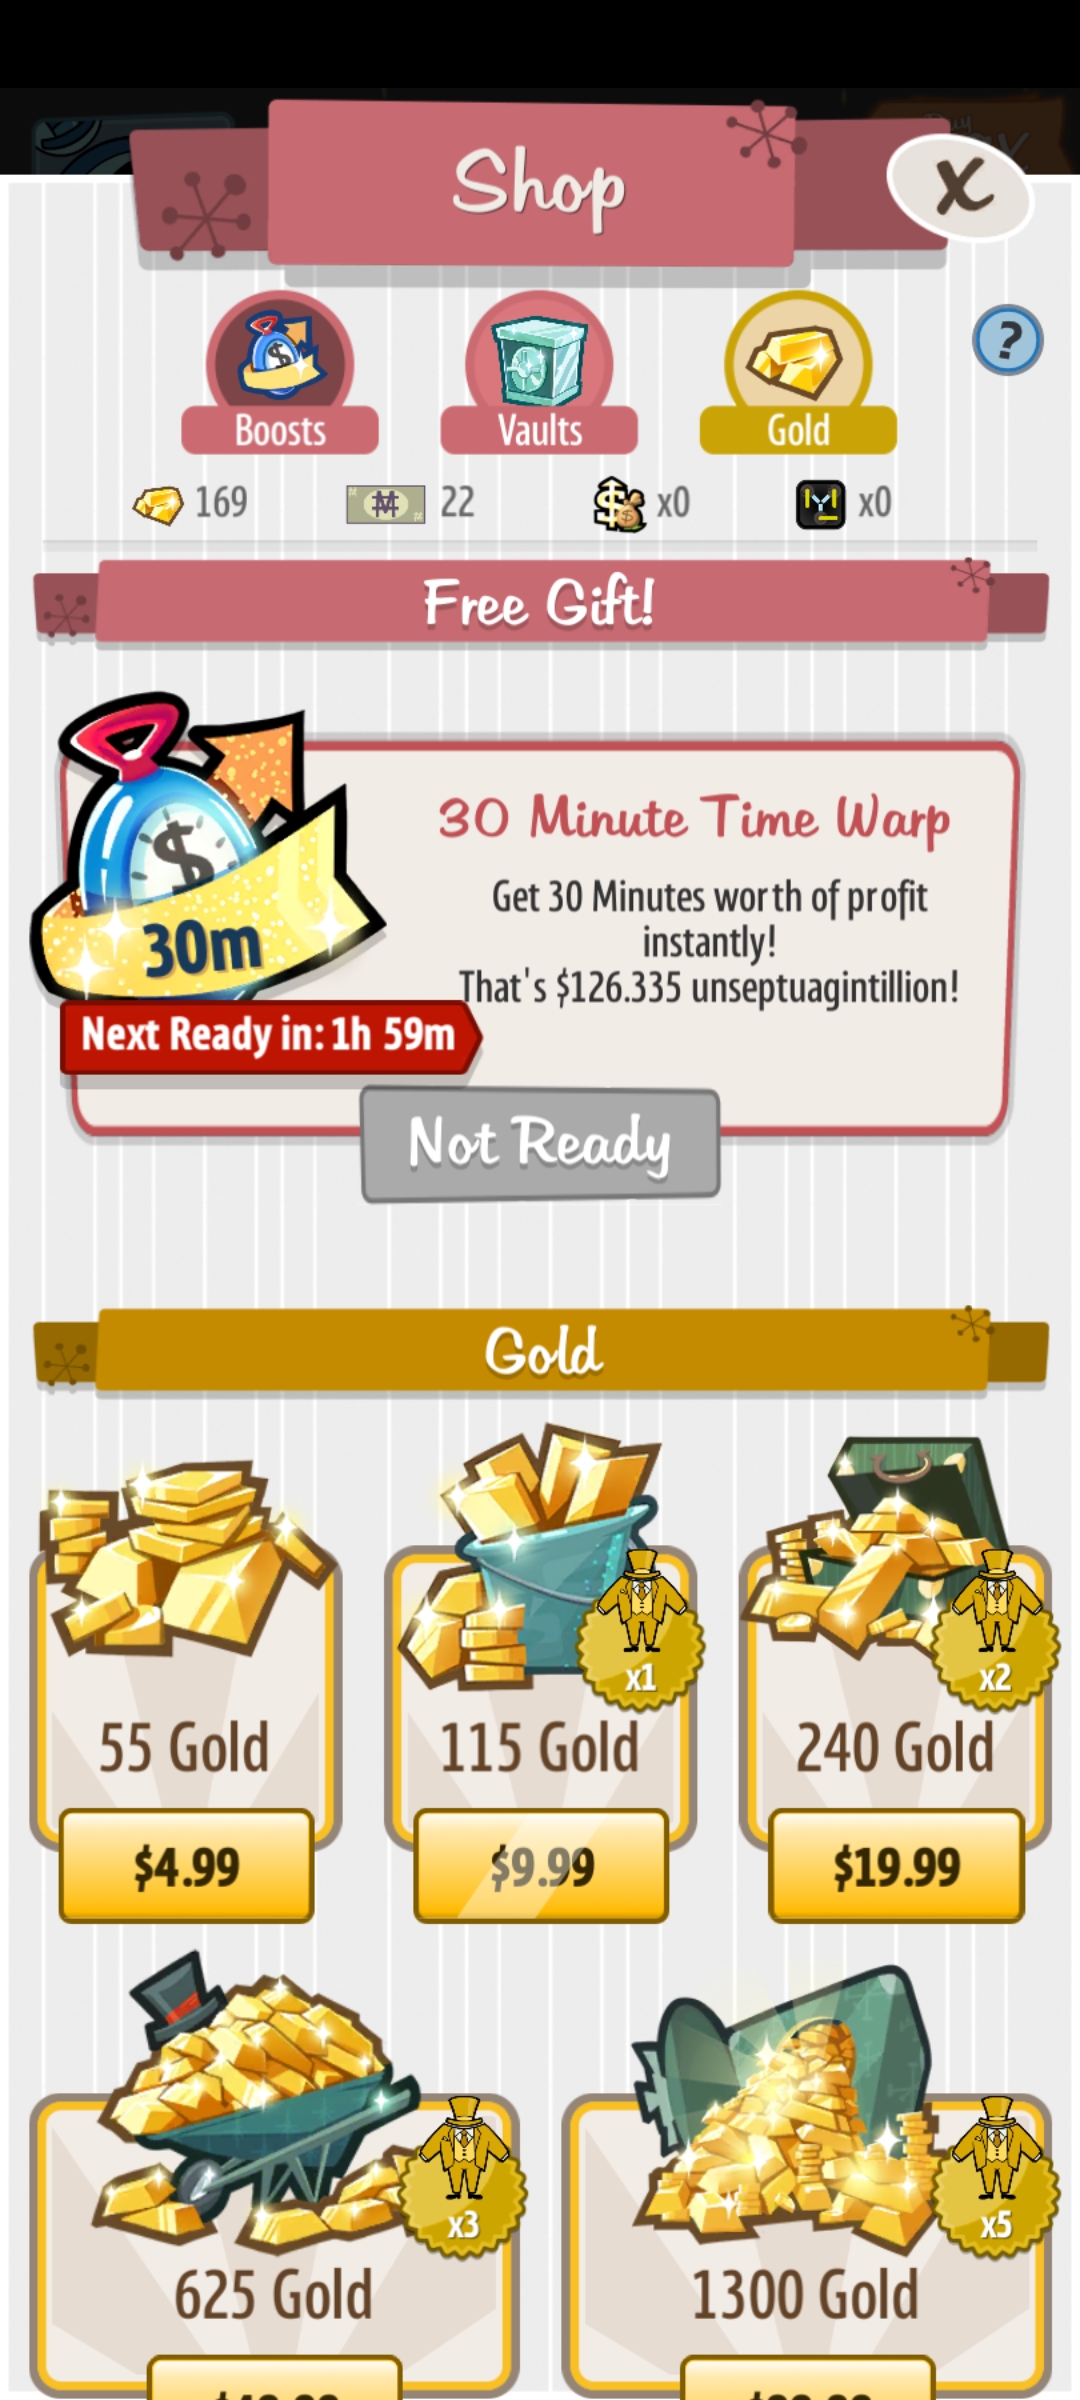 Shop
X
?
Boosts
Vaults
Gold
169
22
x0
x0
Free Gift!
30 Minute Time Warp
Get 30 Minutes worth of profit
instantly!
That's $126.335 unseptuagintillion!
30m
Next Ready in: 1h 59m
Not Ready
Gold
x1
x2
55 Gold
115 Gold
240 Gold
$4.99
$9.99
$19.99
x3
x5
625 Gold
1300 Gold